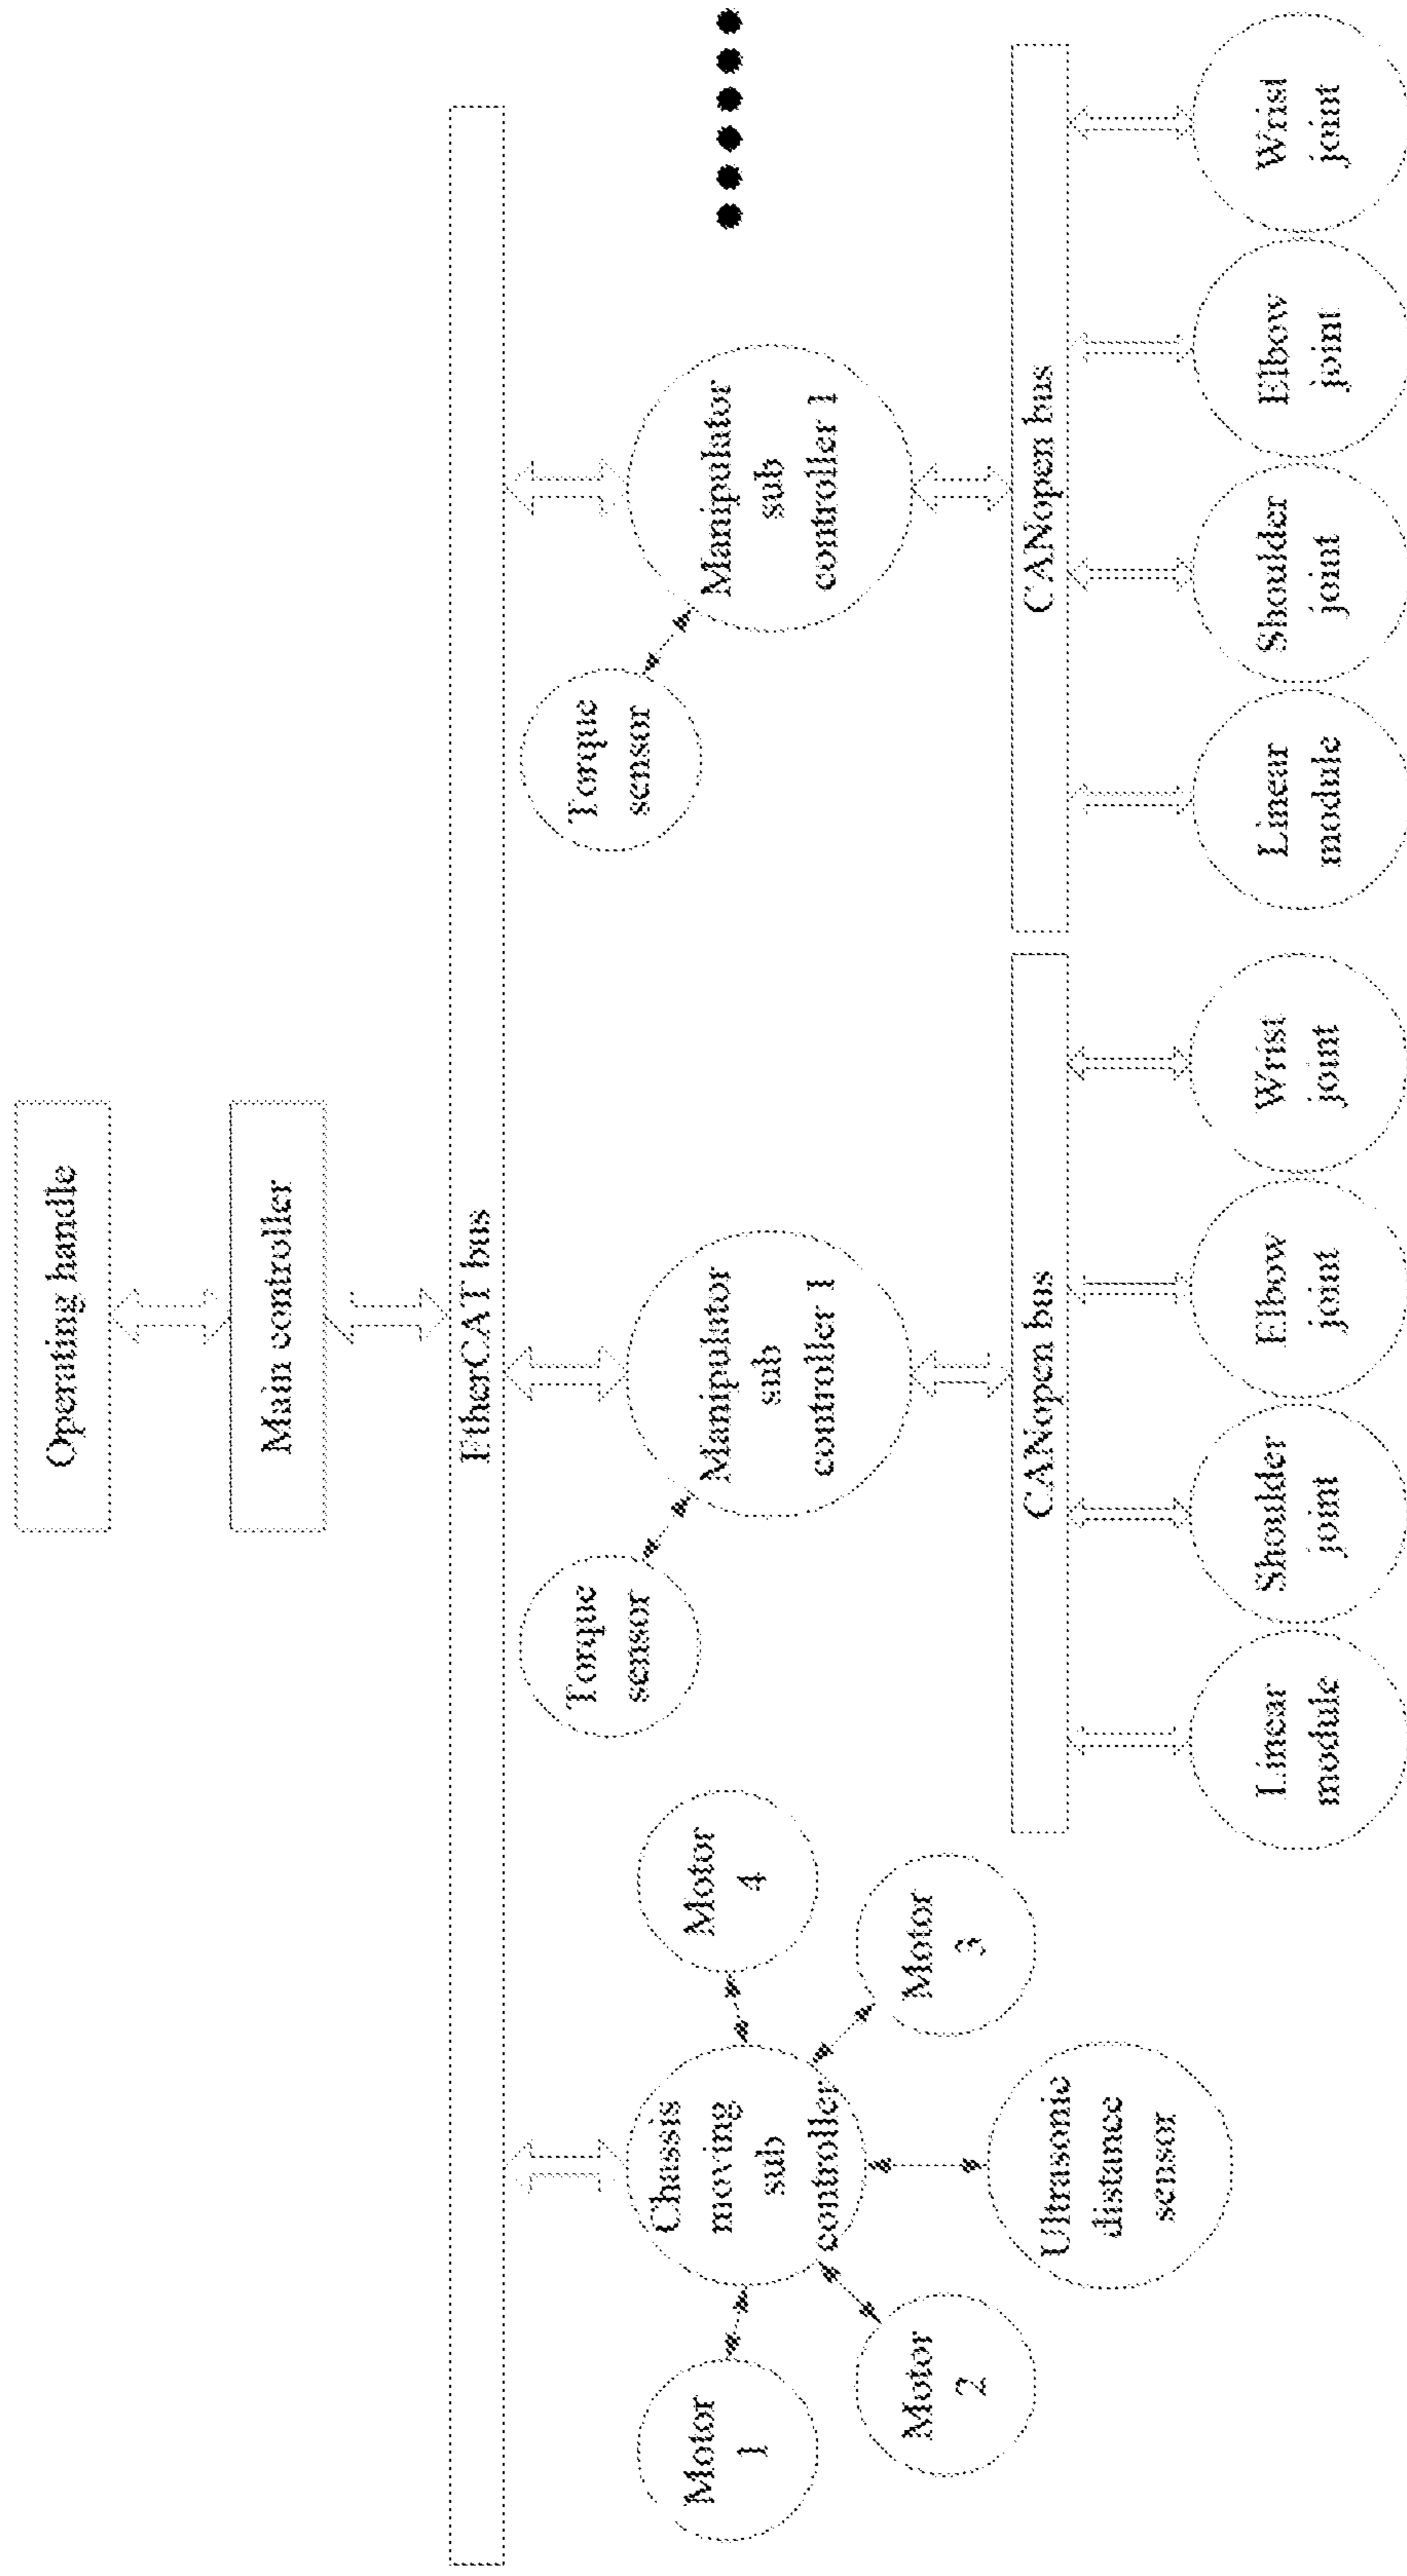 Operating handle
Main controller
EtherCAT bus
Motor
1
Motor
2
Chassis
moving
sub
controller
Ultrasonic
distance
sensor
Motor
3
Motor
4
Torque
sensor
Manipulator
sub
controller 1
Torque
sensor
Manipulator
sub
controller 1
CANopen bus
CANopen bus
Linear
module
Shoulder
joint
Elbow
joint
Wrist
joint
Linear
module
Shoulder
joint
Elbow
joint
Wrist
joint